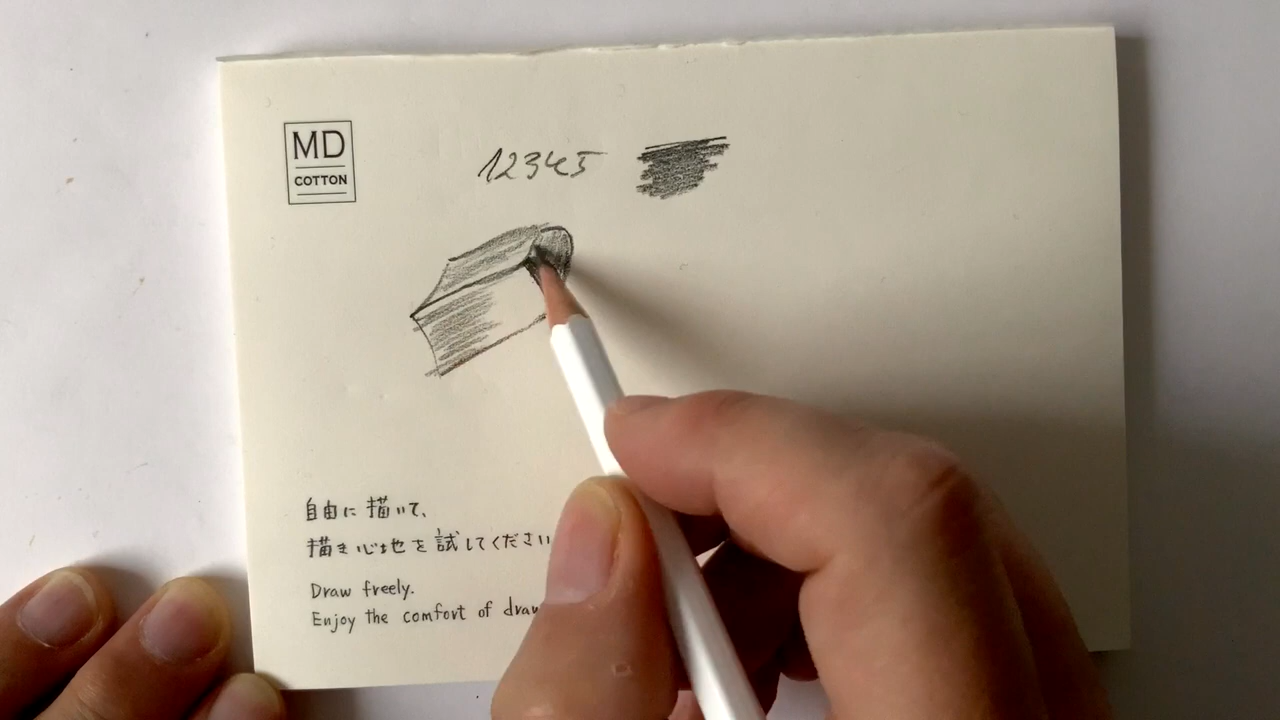 MD
COTTON
12345
自由に描いて、
描き心地を試してください
Draw freely.
Enjoy the comfort of